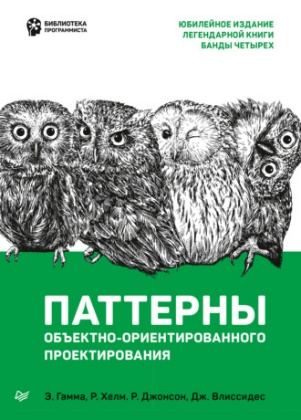 БИБЛИОТЕКА
ПРОГРАММИСТА
ЮБИЛЕЙНОЕ ИЗДАНИЕ
ЛЕГЕНДАРНОЙ КНИГИ
БАНДЫ ЧЕТЫРЕХ
ПАТТЕРНЫ
ОБЪЕКТНО-ОРИЕНТИРОВАННОГО
ПРОЕКТИРОВАНИЯ
Э. Гамма, Р. Хелм. Р. Джонсон, Дж. Влиссидес